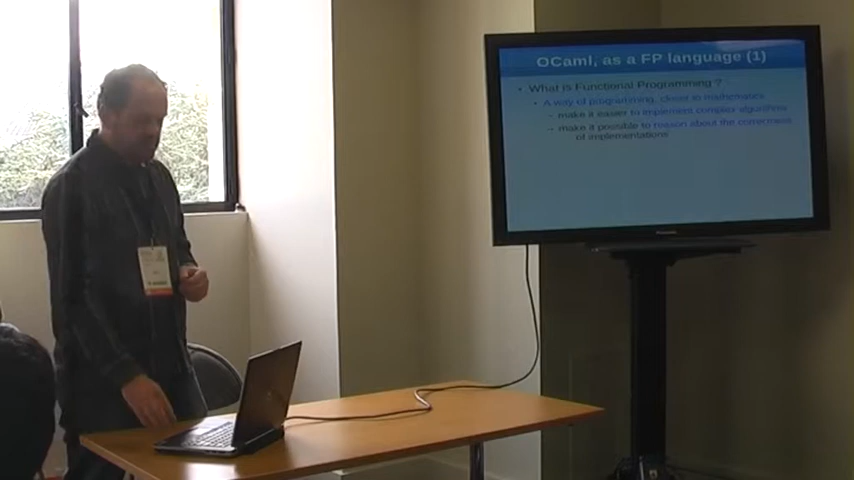 OCaml, as a FP language (1)
• What is Functional Programming ?
• A way of programming, closer to mathematics
– make it easier to implement complex algorithms
– make it possible to reason about the correctness
of implementations